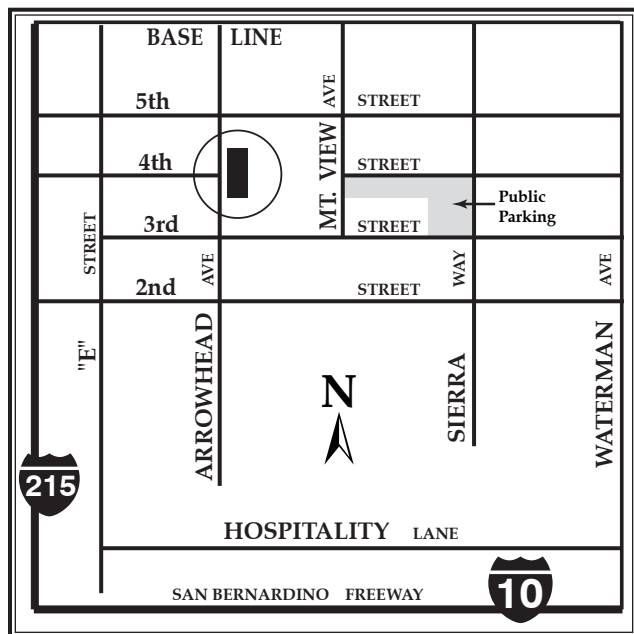 BASE LINE
5th STREET
4th STREET
Public
Parking
3rd STREET
2nd STREET
"E" STREET
ARROWHEAD AVE
MT. VIEW AVE
SIERRA WAY
WATERMAN AVE
N
215
HOSPITALITY LANE
SAN BERNARDINO FREEWAY
10